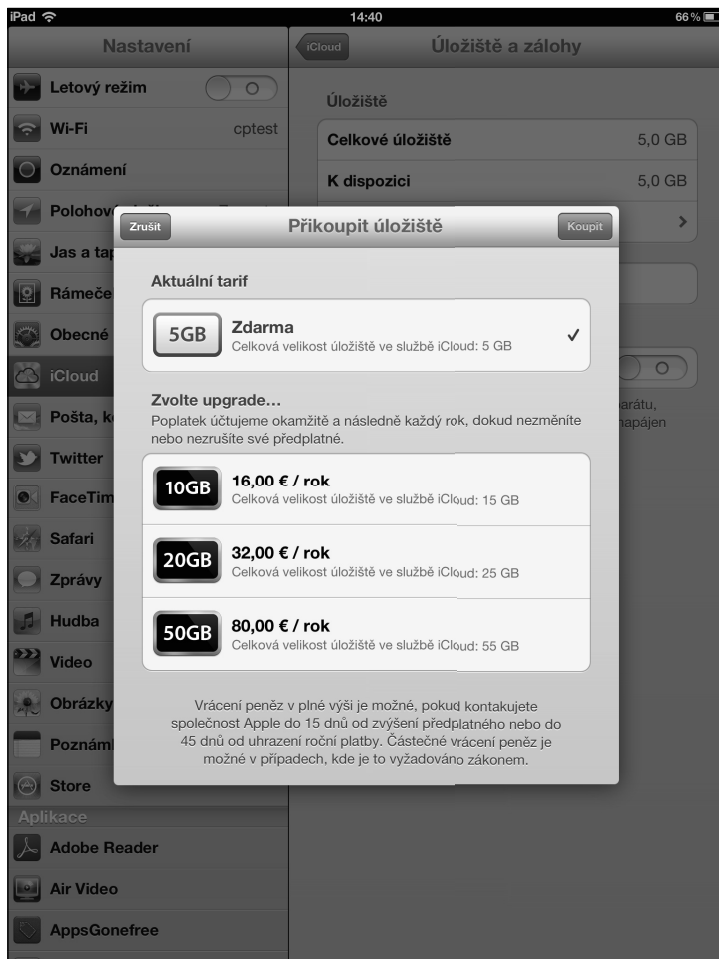 iPad 14:40 66 %
Nastavení
iCloud Úložiště a zálohy
Letový režim
Wi-Fi cptest
Oznámení
Polohov
Jas a tap
Rámeče
Obecné
iCloud
Pošta, k
Twitter
FaceTim
Safari
Zprávy
Hudba
Video
Obrázky
Poznám
Store
Aplikace
Adobe Reader
Air Video
AppsGonefree
Úložiště
Celkové úložiště 5,0 GB
K dispozici 5,0 GB
arátu,
napájen
Zrušit Přikoupit úložiště Koupit
Aktuální tarif
5GB Zdarma
Celková velikost úložiště ve službě iCloud: 5 GB
Zvolte upgrade…
Poplatek účtujeme okamžitě a následně každý rok, dokud nezměníte
nebo nezrušíte své předplatné.
10GB 16,00 € / rok
Celková velikost úložiště ve službě iCloud: 15 GB
20GB 32,00 € / rok
Celková velikost úložiště ve službě iCloud: 25 GB
50GB 80,00 € / rok
Celková velikost úložiště ve službě iCloud: 55 GB
Vrácení peněz v plné výši je možné, pokud kontakujete
společnost Apple do 15 dnů od zvýšení předplatného nebo do
45 dnů od uhrazení roční platby. Částečné vrácení peněz je
možné v případech, kde je to vyžadováno zákonem.